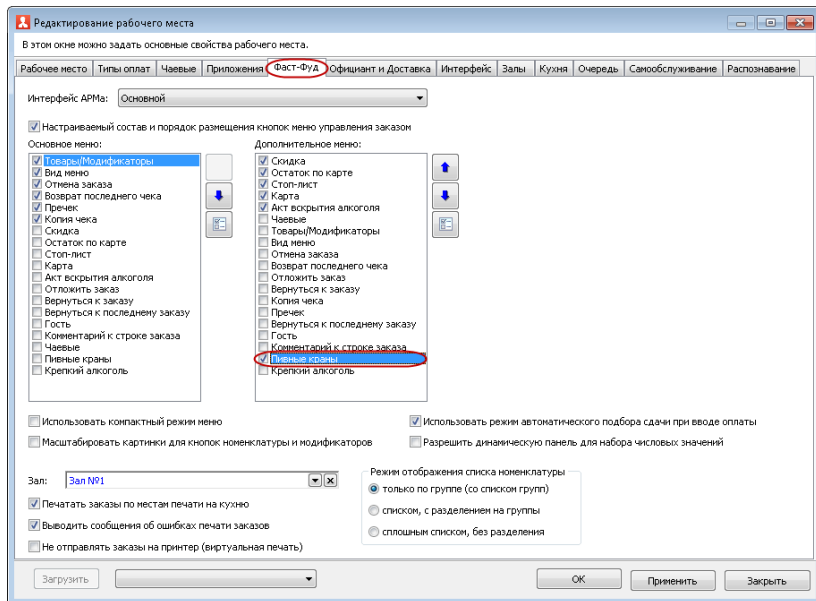 Редактирование рабочего места
В этом окне можно задать основные свойства рабочего места.
Рабочее место Типы оплат Чаевые Приложения Фаст-Фуд Официант и Доставка Интерфейс Залы Кухня Очередь Самообслуживание Распознавание
Интерфейс АРМа: Основной
Настраиваемый состав и порядок размещения кнопок меню управления заказом
Основное меню:
Товары/Модификаторы
Вид меню
Отмена заказа
Возврат последнего чека
Пречек
Копия чека
Скидка
Остаток по карте
Стоп-лист
Карта
Акт вскрытия алкоголя
Отложить заказ
Вернуться к заказу
Вернуться к последнему заказу
Гость
Комментарий к строке заказа
Чаевые
Пивные краны
Крепкий алкоголь
Дополнительное меню:
Скидка
Остаток по карте
Стоп-лист
Карта
Акт вскрытия алкоголя
Чаевые
Товары/Модификаторы
Вид меню
Отмена заказа
Возврат последнего чека
Отложить заказ
Вернуться к заказу
Копия чека
Пречек
Вернуться к последнему заказу
Гость
Комментарий к строке заказа
Пивные краны
Крепкий алкоголь
Использовать компактный режим меню
Использовать режим автоматического подбора сдачи при вводе оплаты
Масштабировать картинки для кнопок номенклатуры и модификаторов
Разрешить динамическую панель для набора числовых значений
Зал: Зал №1
Печатать заказы по местам печати на кухню
Выводить сообщения об ошибках печати заказов
Не отправлять заказы на принтер (виртуальная печать)
Режим отображения списка номенклатуры
только по группе (со списком групп)
списком, с разделением на группы
сплошным списком, без разделения
Загрузить
OK Применить Закрыть